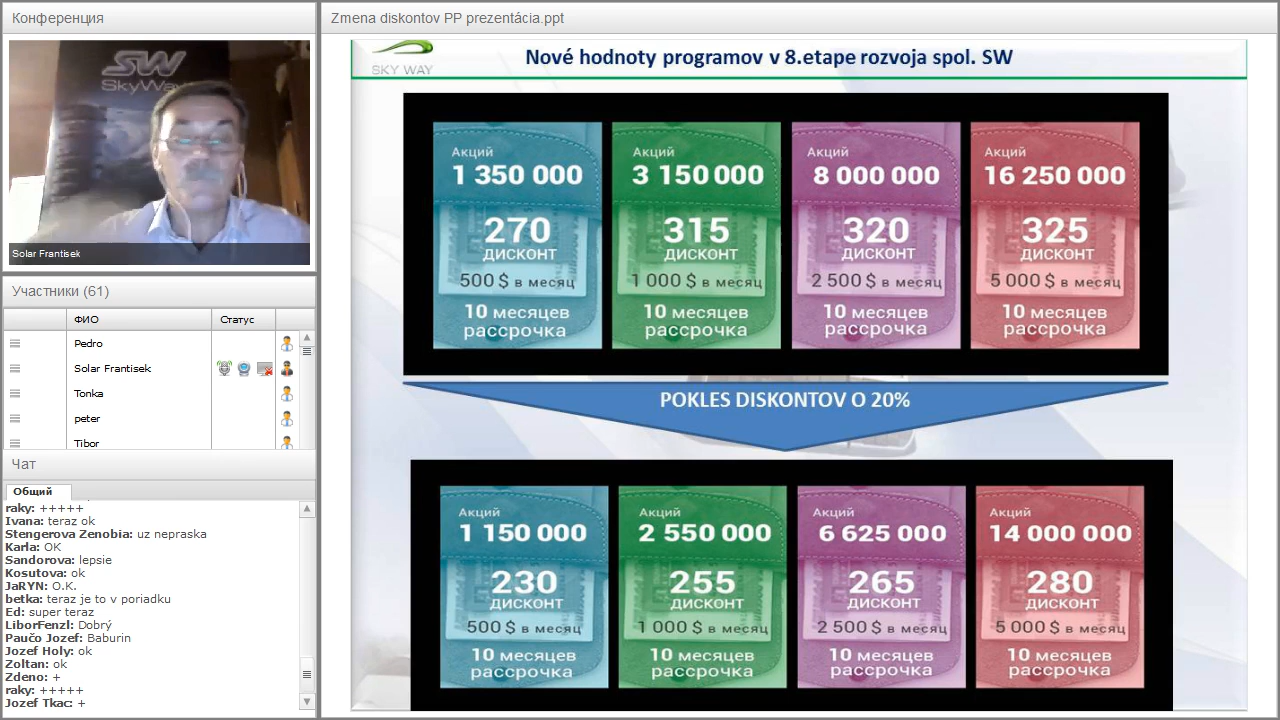 Конференция
SW
SkyWay
Solar Frantisek
Участники (61)
ФИО
Статус
Pedro
Solar Frantisek
Tonka
peter
Tibor
Чат
Общий
raky: +++++
Ivana: teraz ok
Stengerova Zenobia: uz nepraska
Karla: OK
Sandorova: lepsie
Kosutova: ok
JaRYN: O.K.
betka: teraz je to v poriadku
Ed: super teraz
LiborFenzl: Dobrý
Paučo Jozef: Baburin
Jozef Holy: ok
Zoltan: ok
Zdeno: +
raky: +++++
Jozef Tkac: +
Zmena diskontov PP prezentácia.ppt
SKY WAY
Nové hodnoty programov v 8.etape rozvoja spol. SW
Акций
1 350 000
270
ДИСКОНТ
500 $ в месяц
10 месяцев
рассрочка
Акций
3 150 000
315
ДИСКОНТ
1 000 $ в месяц
10 месяцев
рассрочка
Акций
8 000 000
320
ДИСКОНТ
2 500 $ в месяц
10 месяцев
рассрочка
Акций
16 250 000
325
ДИСКОНТ
5 000 $ в месяц
10 месяцев
рассрочка
POKLES DISKONTOV O 20%
Акций
1 150 000
230
ДИСКОНТ
500 $ в месяц
10 месяцев
рассрочка
Акций
2 550 000
255
ДИСКОНТ
1 000 $ в месяц
10 месяцев
рассрочка
Акций
6 625 000
265
ДИСКОНТ
2 500 $ в месяц
10 месяцев
рассрочка
Акций
14 000 000
280
ДИСКОНТ
5 000 $ в месяц
10 месяцев
рассрочка